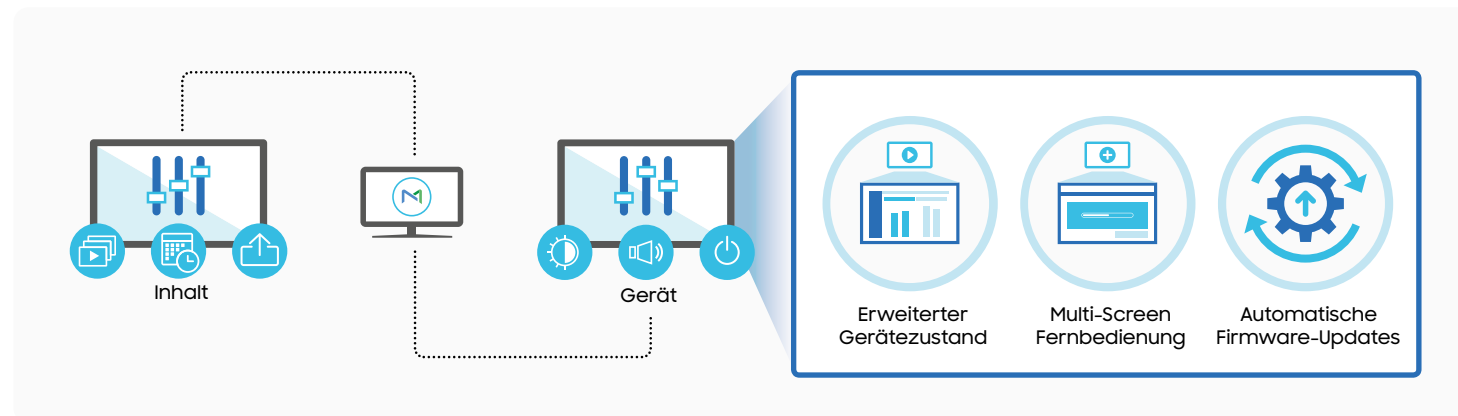 Inhalt
Gerät
Erweiterter
Gerätezustand
Multi-Screen
Fernbedienung
Automatische
Firmware-Updates